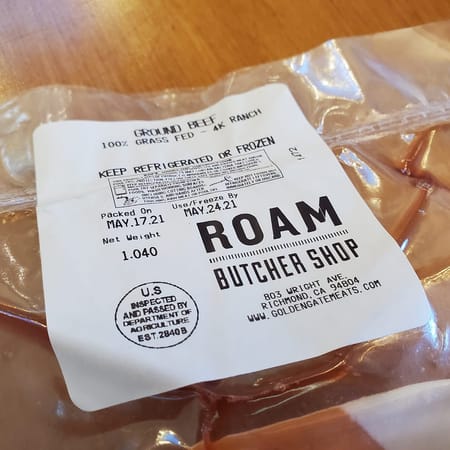 GROUND BEEF
100% GRASS FED - 4K RANCH
KEEP REFRIGERATED OR FROZEN
Packed On
Use/Freeze By
MAY.17.21
MAY.24.21
Net Weight
1.040
ROAM
BUTCHER SHOP
803 WRIGHT AVE.
RICHMOND, CA 94804
WWW.GOLDENGATEMEATS.COM
U.S
INSPECTED
AND PASSED BY
DEPARTMENT OF
AGRICULTURE
EST.2840B